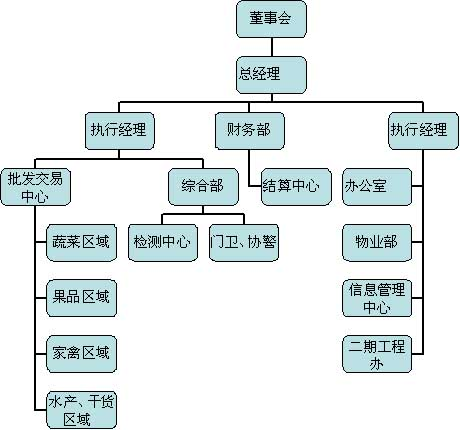 董事会
总经理
执行经理
财务部
执行经理
批发交易
中心
综合部
结算中心
办公室
蔬菜区域
检测中心
门卫、协警
物业部
果品区域
信息管理
中心
家禽区域
二期工程
办
水产、干货
区域